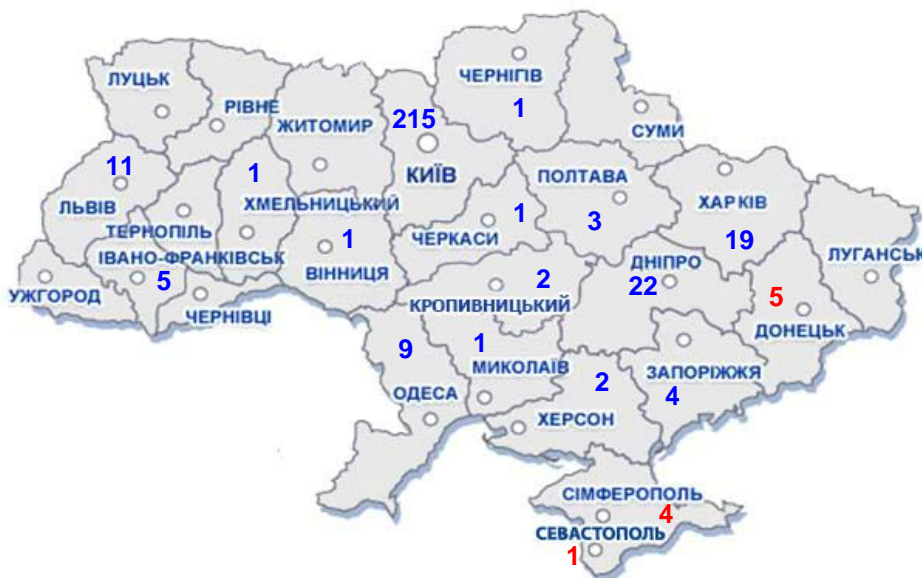 ЧЕРНІГІВ
1
ЛУЦЬК
РІВНЕ
ЖИТОМИР
215
СУМИ
11
1
КИЇВ
ПОЛТАВА
ХАРКІВ
ЛЬВІВ
ХМЕЛЬНИЦЬКИЙ
1
3
ТЕРНОПІЛЬ
1
ЧЕРКАСИ
19
ЛУГАНСЬК
ІВАНО-ФРАНКІВСЬК
5
ВІННИЦЯ
2
ДНІПРО
22
5
УЖГОРОД
ЧЕРНІВЦІ
КРОПИВНИЦЬКИЙ
ДОНЕЦЬК
9
1
МИКОЛАЇВ
2
ЗАПОРІЖЖЯ
4
ОДЕСА
ХЕРСОН
СІМФЕРОПОЛЬ
4
СЕВАСТОПОЛЬ
1